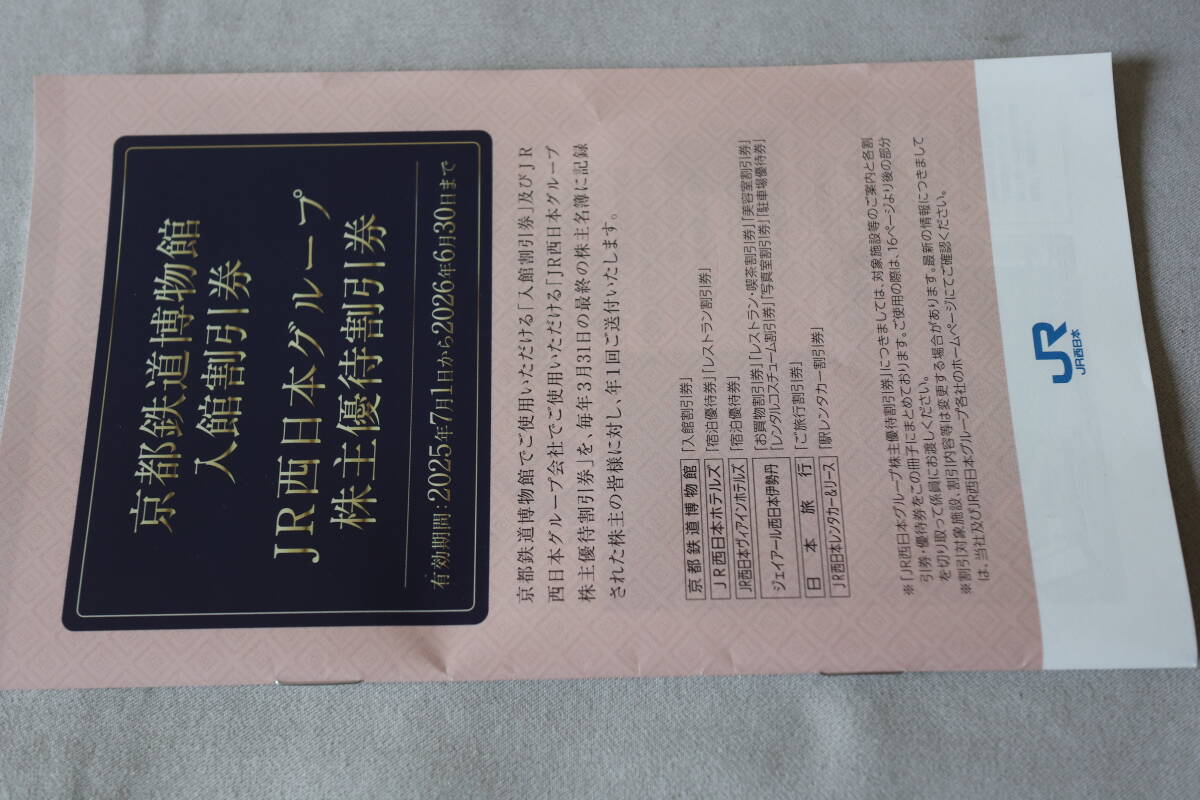 京都鉄道博物館
入館割引券
JR西日本グループ
株主優待割引券
有効期間:2025年7月1日から2026年6月30日まで
京都鉄道博物館でご使用いただける「入館割引券」及びJR
西日本グループ会社でご使用いただける「JR西日本グループ
株主優待割引券」を、毎年3月31日の最終の株主名簿に記録
された株主の皆様に対し、年1回ご送付いたします。
京都鉄道博物館「入館割引券」
JR西日本ホテルズ「宿泊優待券」「レストラン割引券」
JR西日本ヴィアインホテルズ「宿泊優待券」
ジェイアール西日本伊勢丹「お買物割引券」「レストラン・喫茶割引券」「美容室割引券」
「レンタルコスチューム割引券」「写真室割引券」「駐車場優待券」
日本旅行「ご旅行割引券」
JR西日本レンタカー&リース「駅レンタカー割引券」
※「JR西日本グループ株主優待割引券」につきましては、対象施設等のご案内と各割
引券・優待券をこの冊子にまとめております。ご使用の際は、16ページより後の部分
を切り取って係員にお渡しください。
※割引対象施設、割引内容等は変更する場合があります。最新の情報につきまして
は、当社及びJR西日本グループ各社のホームページにてご確認ください。
JR
JR西日本